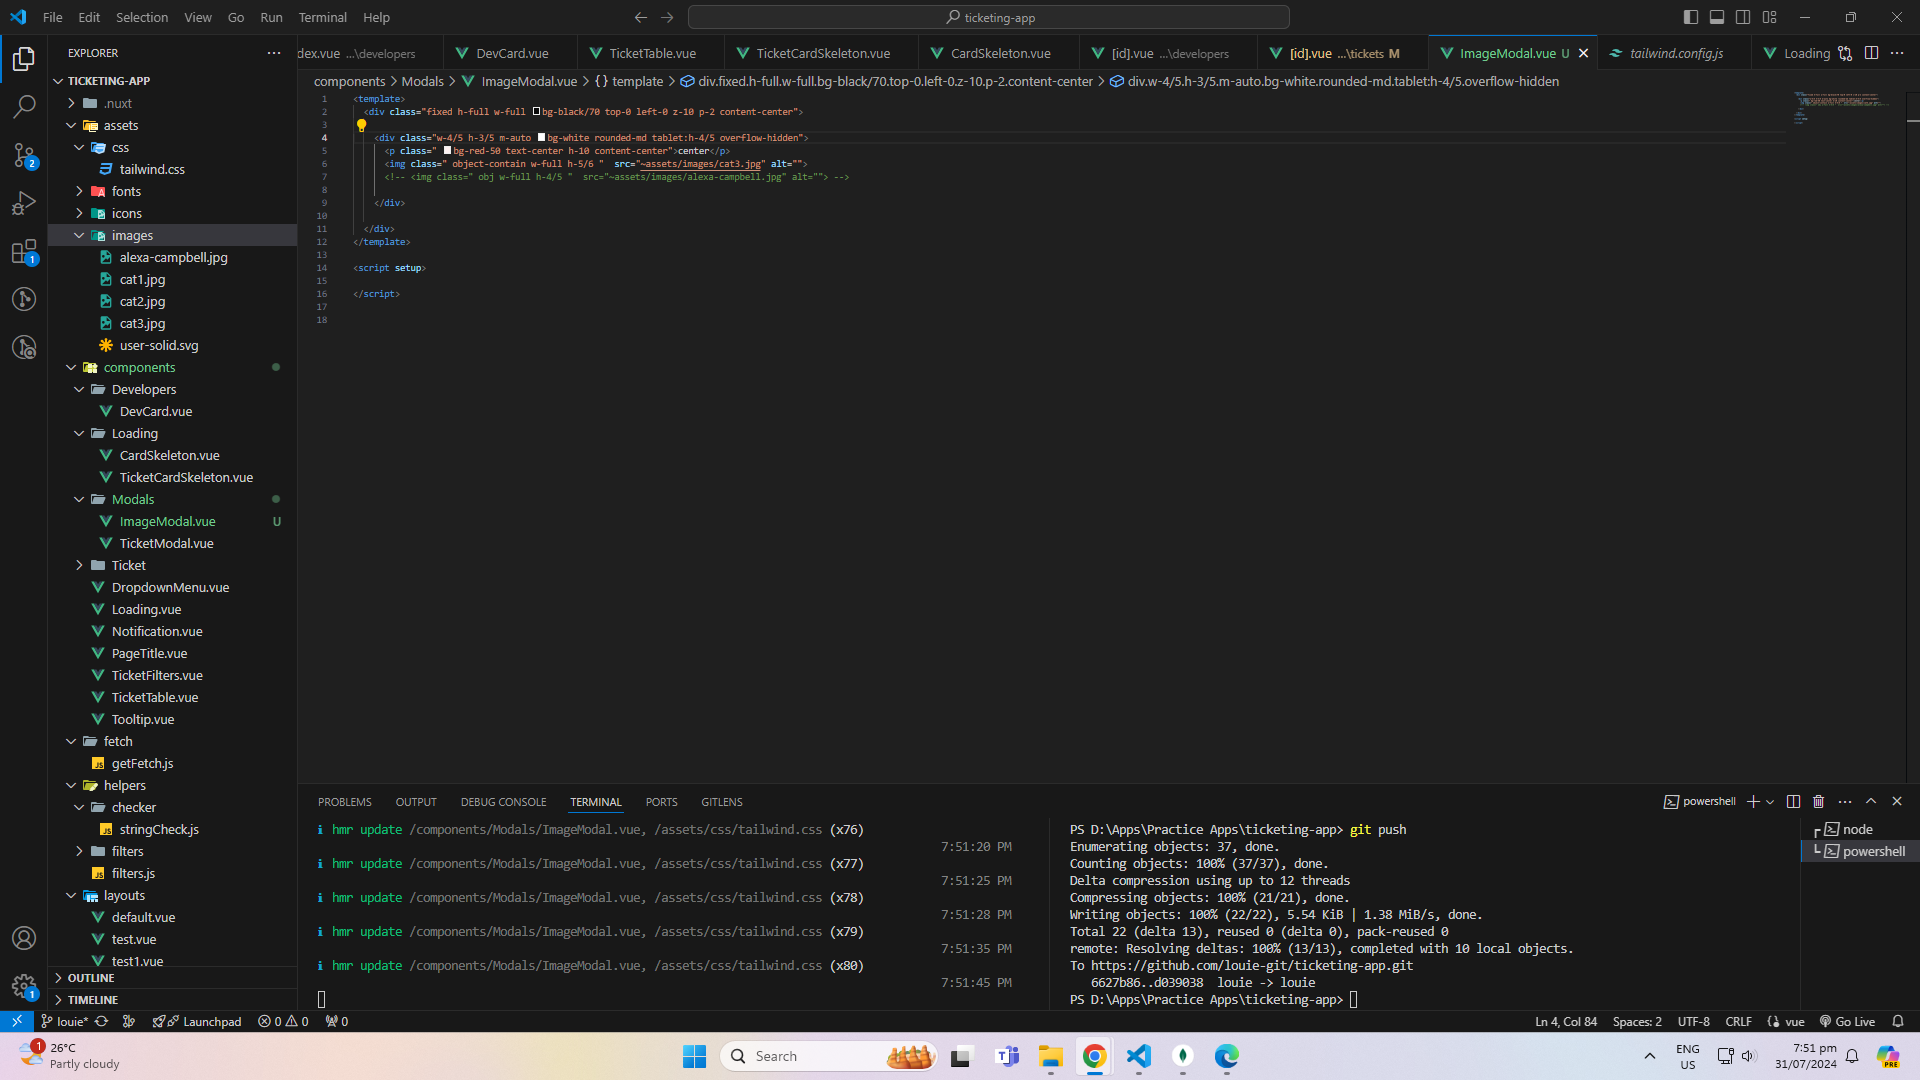 File Edit Selection View Go Run Terminal Help
ticketing-app
EXPLORER
dex.vue ...\developers
DevCard.vue
TicketTable.vue
TicketCardSkeleton.vue
CardSkeleton.vue
[id].vue ...\developers
[id].vue ...\tickets M
ImageModal.vue U
tailwind.config.js
Loading
components > Modals > ImageModal.vue > {} template > div.fixed.h-full.w-full.bg-black/70.top-0.left-0.z-10.p-2.content-center > div.w-4/5.h-3/5.m-auto.bg-white.rounded-md.tablet:h-4/5.overflow-hidden
TICKETING-APP
.nuxt
assets
css
tailwind.css
fonts
icons
images
alexa-campbell.jpg
cat1.jpg
cat2.jpg
cat3.jpg
user-solid.svg
components
Developers
DevCard.vue
Loading
CardSkeleton.vue
TicketCardSkeleton.vue
Modals
ImageModal.vue U
TicketModal.vue
Ticket
DropdownMenu.vue
Loading.vue
Notification.vue
PageTitle.vue
TicketFilters.vue
TicketTable.vue
Tooltip.vue
fetch
JS getFetch.js
helpers
checker
JS stringCheck.js
filters
JS filters.js
layouts
default.vue
test.vue
test1.vue
OUTLINE
TIMELINE
2
1
1
1 <template>
2 <div class="fixed h-full w-full bg-black/70 top-0 left-0 z-10 p-2 content-center">
3
4 <div class="w-4/5 h-3/5 m-auto bg-white rounded-md tablet:h-4/5 overflow-hidden">
5 <p class=" bg-red-50 text-center h-10 content-center">center</p>
6 <img class=" object-contain w-full h-5/6 "  src="~assets/images/cat3.jpg" alt="">
7 <!-- <img class=" obj w-full h-4/5 "  src="~assets/images/alexa-campbell.jpg" alt=""> -->
8
9 </div>
10
11 </div>
12 </template>
13
14 <script setup>
15
16 </script>
17
18
PROBLEMS OUTPUT DEBUG CONSOLE TERMINAL PORTS GITLENS
powershell
i hmr update /components/Modals/ImageModal.vue, /assets/css/tailwind.css (x76)
7:51:20 PM
i hmr update /components/Modals/ImageModal.vue, /assets/css/tailwind.css (x77)
7:51:25 PM
i hmr update /components/Modals/ImageModal.vue, /assets/css/tailwind.css (x78)
7:51:28 PM
i hmr update /components/Modals/ImageModal.vue, /assets/css/tailwind.css (x79)
7:51:35 PM
i hmr update /components/Modals/ImageModal.vue, /assets/css/tailwind.css (x80)
7:51:45 PM
PS D:\Apps\Practice Apps\ticketing-app> git push
Enumerating objects: 37, done.
Counting objects: 100% (37/37), done.
Delta compression using up to 12 threads
Compressing objects: 100% (21/21), done.
Writing objects: 100% (22/22), 5.54 KiB | 1.38 MiB/s, done.
Total 22 (delta 13), reused 0 (delta 0), pack-reused 0
remote: Resolving deltas: 100% (13/13), completed with 10 local objects.
To https://github.com/louie-git/ticketing-app.git
6627b86..d039038  louie -> louie
PS D:\Apps\Practice Apps\ticketing-app>
node
powershell
louie* Launchpad 0 0 0
Ln 4, Col 84 Spaces: 2 UTF-8 CRLF vue Go Live
1
26°C
Partly cloudy
Search
ENG
US
7:51 pm
31/07/2024
PRE